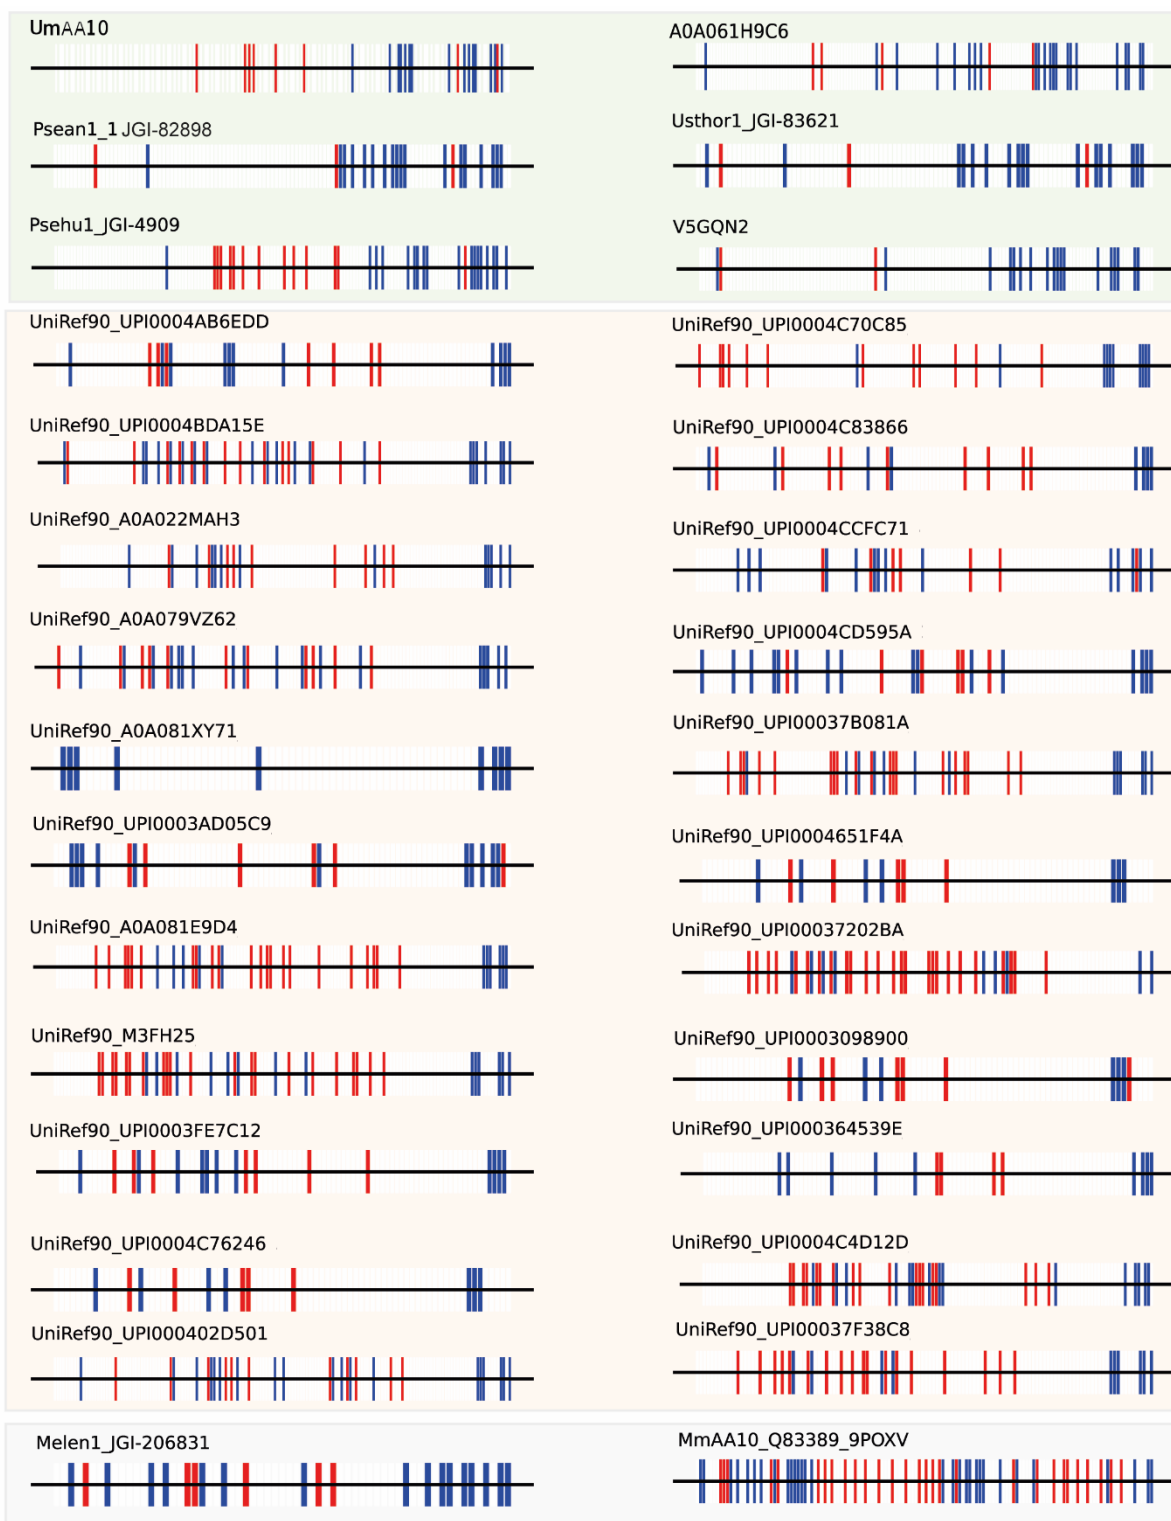 UmAA10
A0A061H9C6
Psean1_1 JGI-82898
Usthor1_JGI-83621
Psehu1_JGI-4909
V5GQN2
UniRef90_UPI0004AB6EDD
UniRef90_UPI0004C70C85
UniRef90_UPI0004BDA15E
UniRef90_UPI0004C83866
UniRef90_A0A022MAH3
UniRef90_UPI0004CCFC71
UniRef90_A0A079VZ62
UniRef90_UPI0004CD595A
UniRef90_A0A081XY71
UniRef90_UPI00037B081A
UniRef90_UPI0003AD05C9
UniRef90_UPI0004651F4A
UniRef90_A0A081E9D4
UniRef90_UPI00037202BA
UniRef90_M3FH25
UniRef90_UPI0003098900
UniRef90_UPI0003FE7C12
UniRef90_UPI000364539E
UniRef90_UPI0004C76246
UniRef90_UPI0004C4D12D
UniRef90_UPI000402D501
UniRef90_UPI00037F38C8
Melen1_JGI-206831
MmAA10_Q83389_9POXV